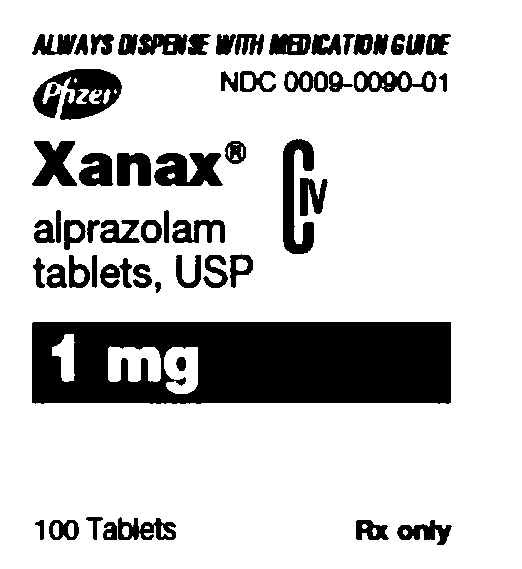 ALWAYS DISPENSE WITH MEDICATION GUIDE
Pfizer
NDC 0009-0090-01
Xanax®
CIV
alprazolam
tablets, USP
1 mg
100 Tablets
Rx only